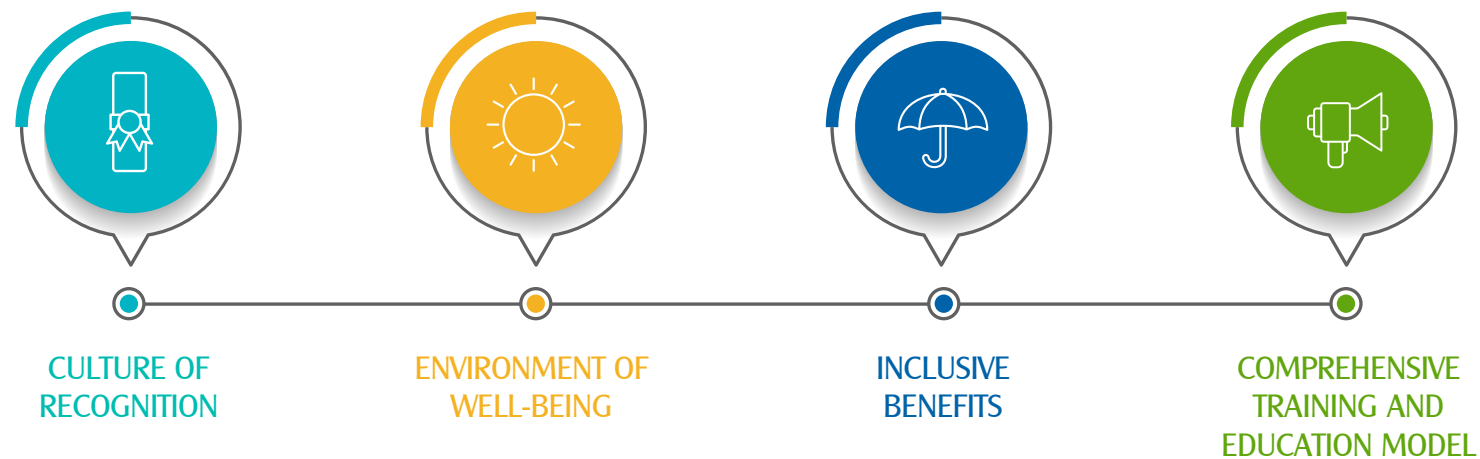 CULTURE OF
RECOGNITION
ENVIRONMENT OF
WELL-BEING
INCLUSIVE
BENEFITS
COMPREHENSIVE
TRAINING AND
EDUCATION MODEL